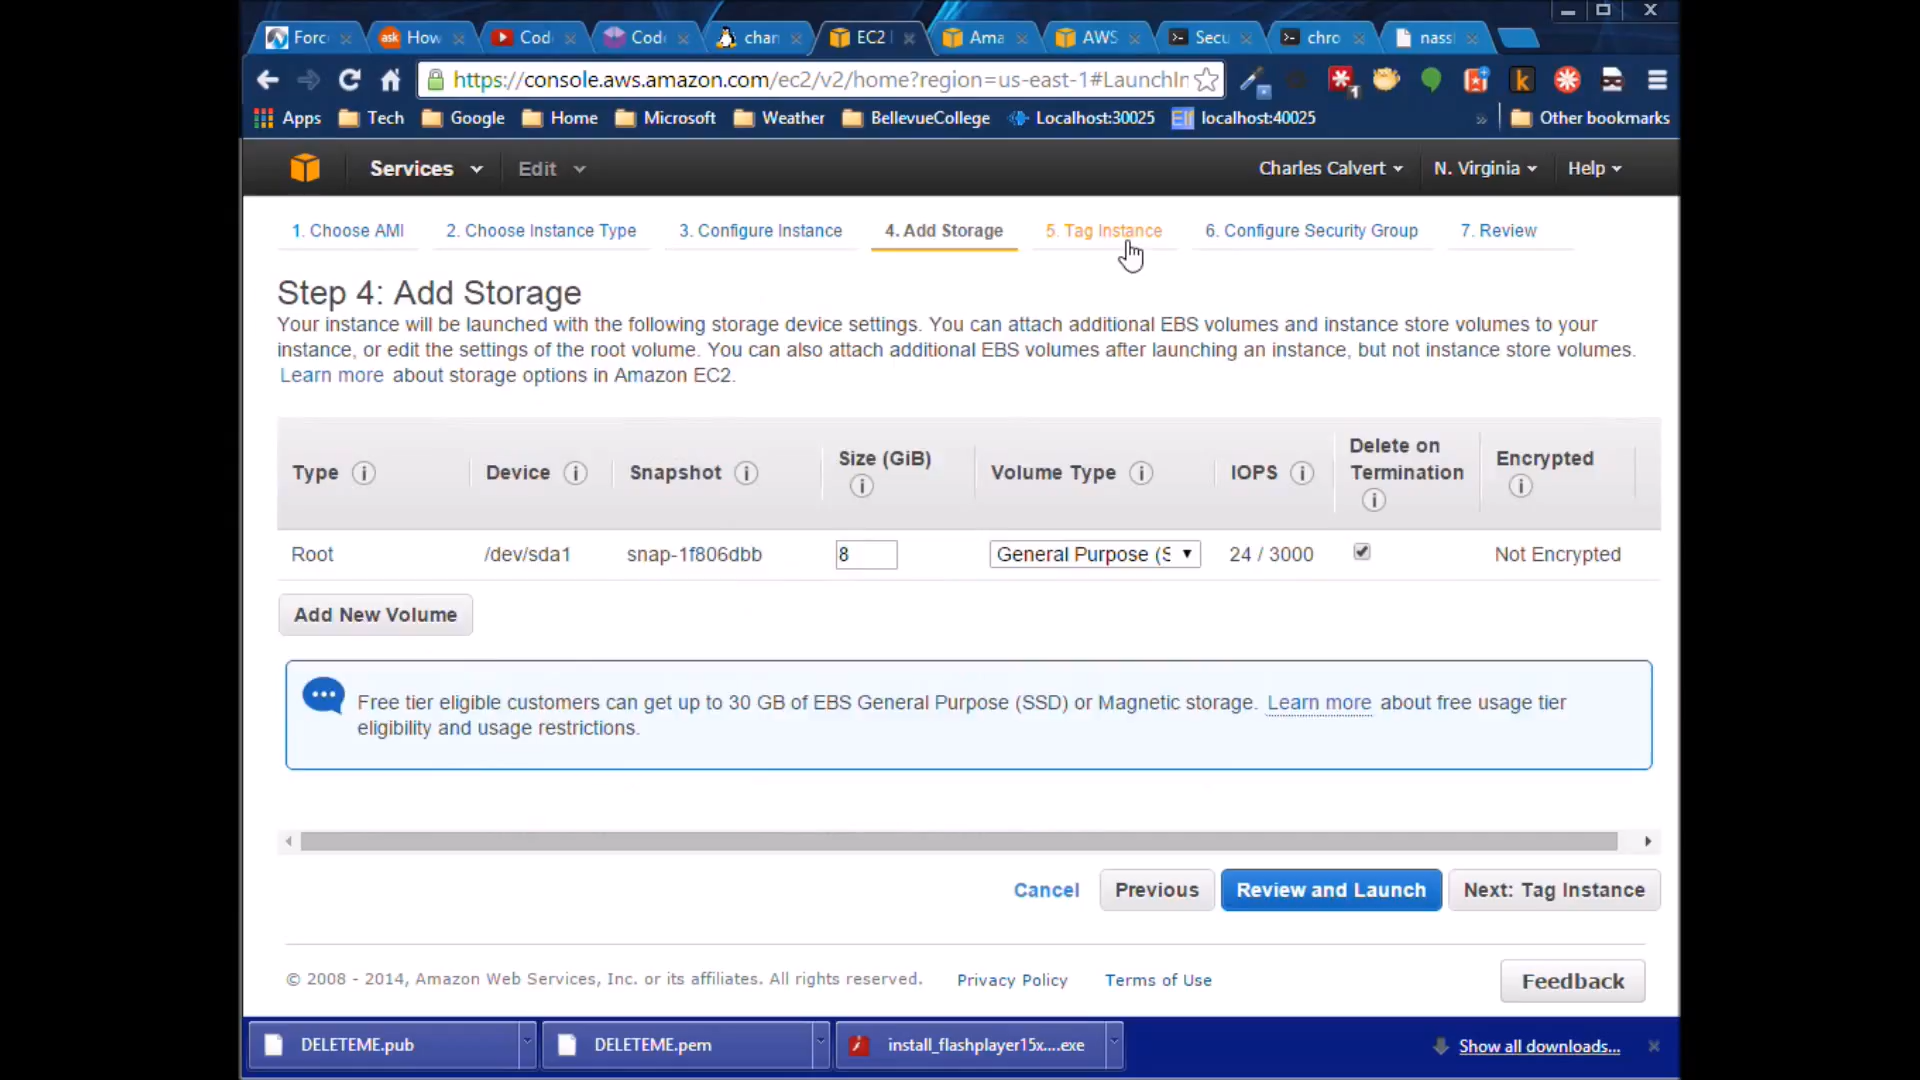 Forc
ask How
Cod
Cod
chan
EC2
Ama
AWS
Secu
chro
nassl
https://console.aws.amazon.com/ec2/v2/home?region=us-east-1#LaunchIn
1
k
Apps Tech Google Home Microsoft Weather BellevueCollege Localhost:30025 localhost:40025 » Other bookmarks
Services Edit Charles Calvert N. Virginia Help
1. Choose AMI 2. Choose Instance Type 3. Configure Instance 4. Add Storage 5. Tag Instance 6. Configure Security Group 7. Review
Step 4: Add Storage
Your instance will be launched with the following storage device settings. You can attach additional EBS volumes and instance store volumes to your
instance, or edit the settings of the root volume. You can also attach additional EBS volumes after launching an instance, but not instance store volumes.
Learn more about storage options in Amazon EC2.
Type i Device i Snapshot i Size (GiB) i Volume Type i IOPS i Delete on Termination i Encrypted i
Root /dev/sda1 snap-1f806dbb 8 General Purpose (S 24 / 3000 Not Encrypted
Add New Volume
Free tier eligible customers can get up to 30 GB of EBS General Purpose (SSD) or Magnetic storage. Learn more about free usage tier
eligibility and usage restrictions.
Cancel Previous Review and Launch Next: Tag Instance
© 2008 - 2014, Amazon Web Services, Inc. or its affiliates. All rights reserved. Privacy Policy Terms of Use Feedback
DELETEME.pub DELETEME.pem install_flashplayer15x....exe Show all downloads...